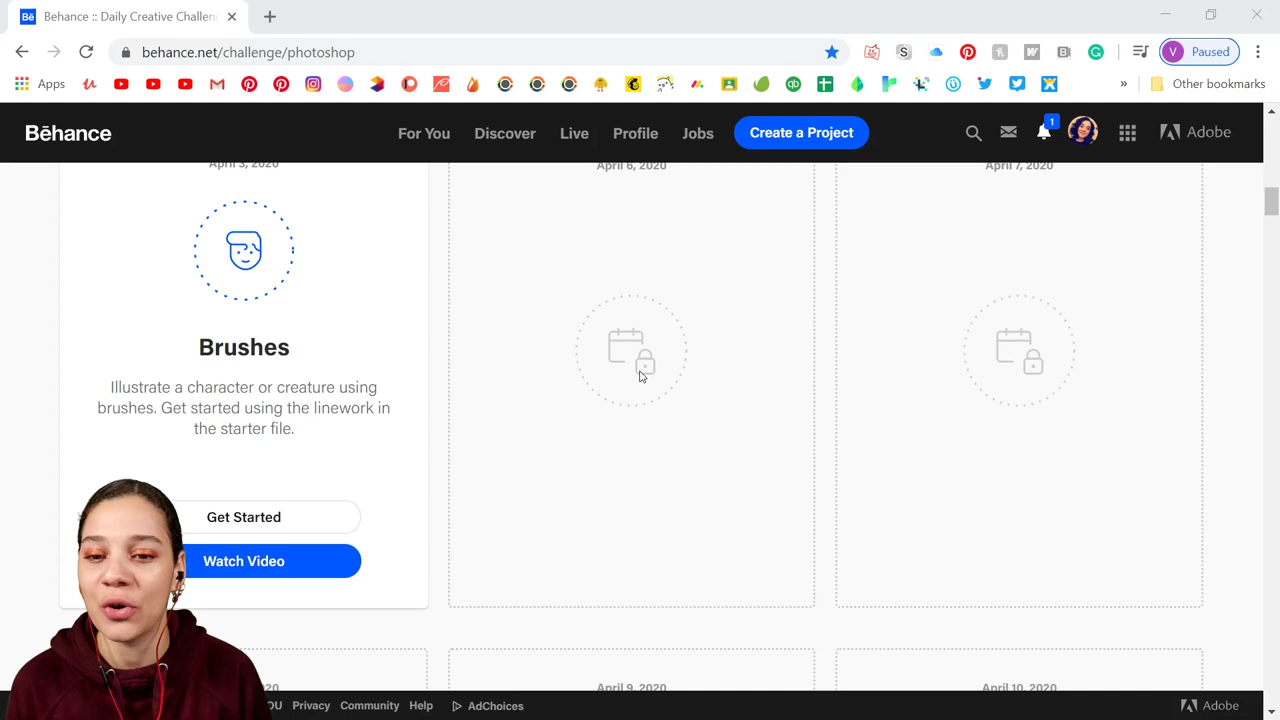 Bē Behance :: Daily Creative Challen
behance.net/challenge/photoshop
V Paused
Apps
» Other bookmarks
Bēhance For You Discover Live Profile Jobs Create a Project 1 Adobe
April 3, 2020 April 6, 2020 April 7, 2020
Brushes
Illustrate a character or creature using
brushes. Get started using the linework in
the starter file.
Get Started
Watch Video
April 9, 2020 April 10, 2020
Privacy Community Help AdChoices Adobe